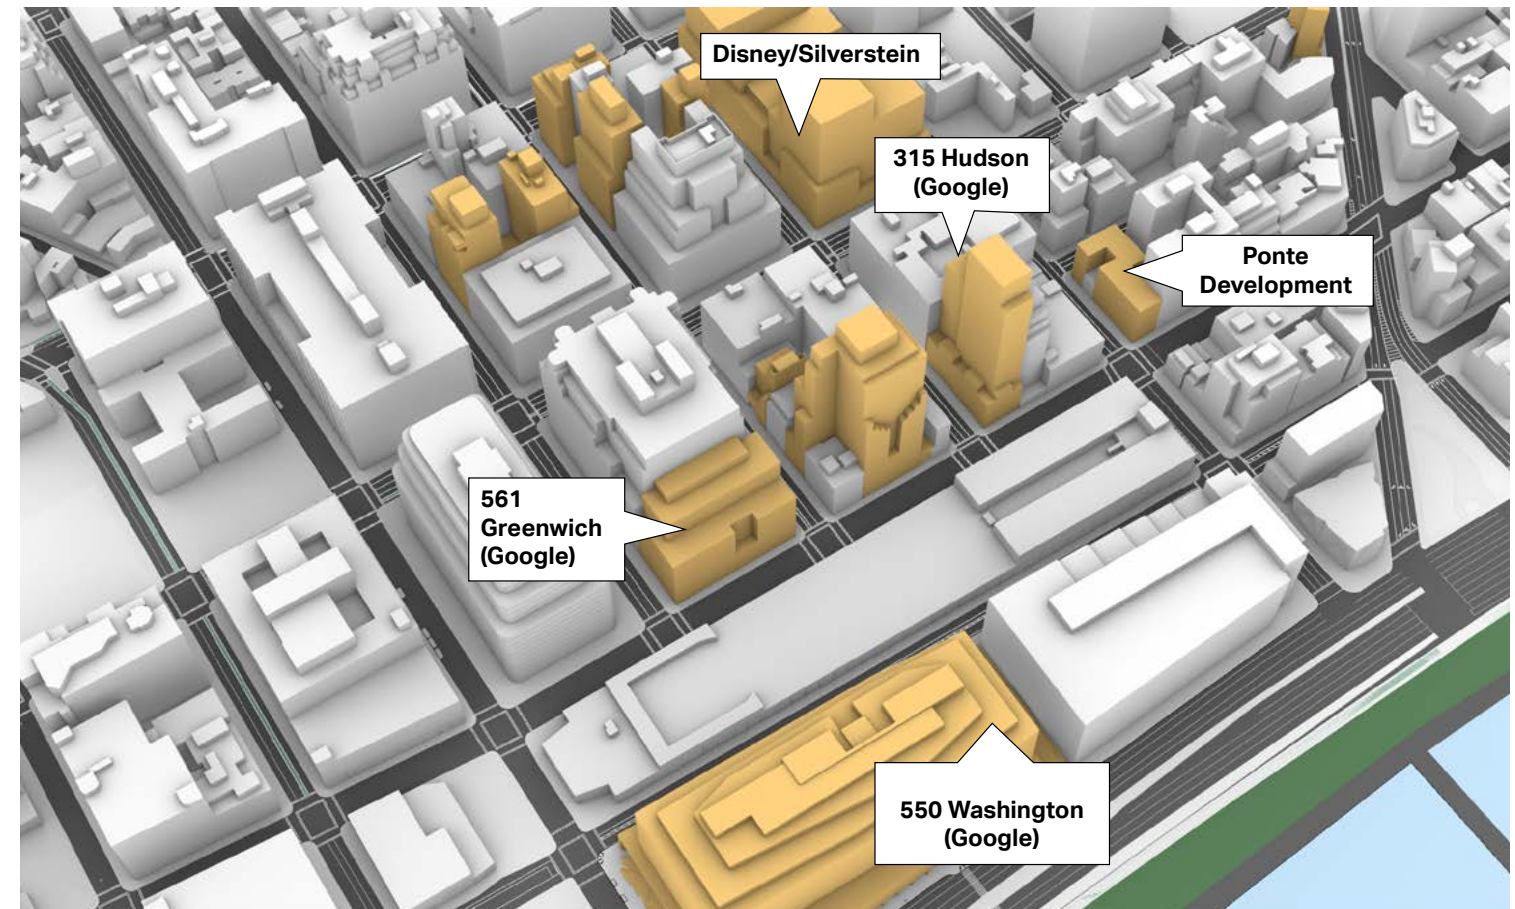 Disney/Silverstein
315 Hudson
(Google)
Ponte
Development
561
Greenwich
(Google)
550 Washington
(Google)